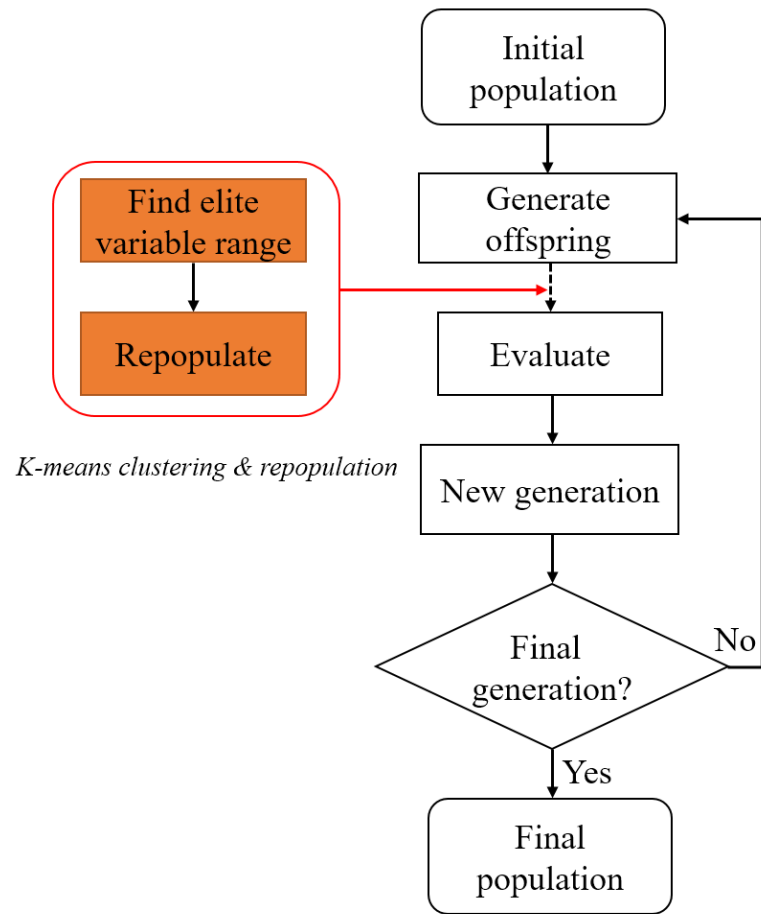 Initial
population
Find elite
variable range
Generate
offspring
Repopulate
Evaluate
K-means clustering & repopulation
New generation
Final
generation?
No
Yes
Final
population